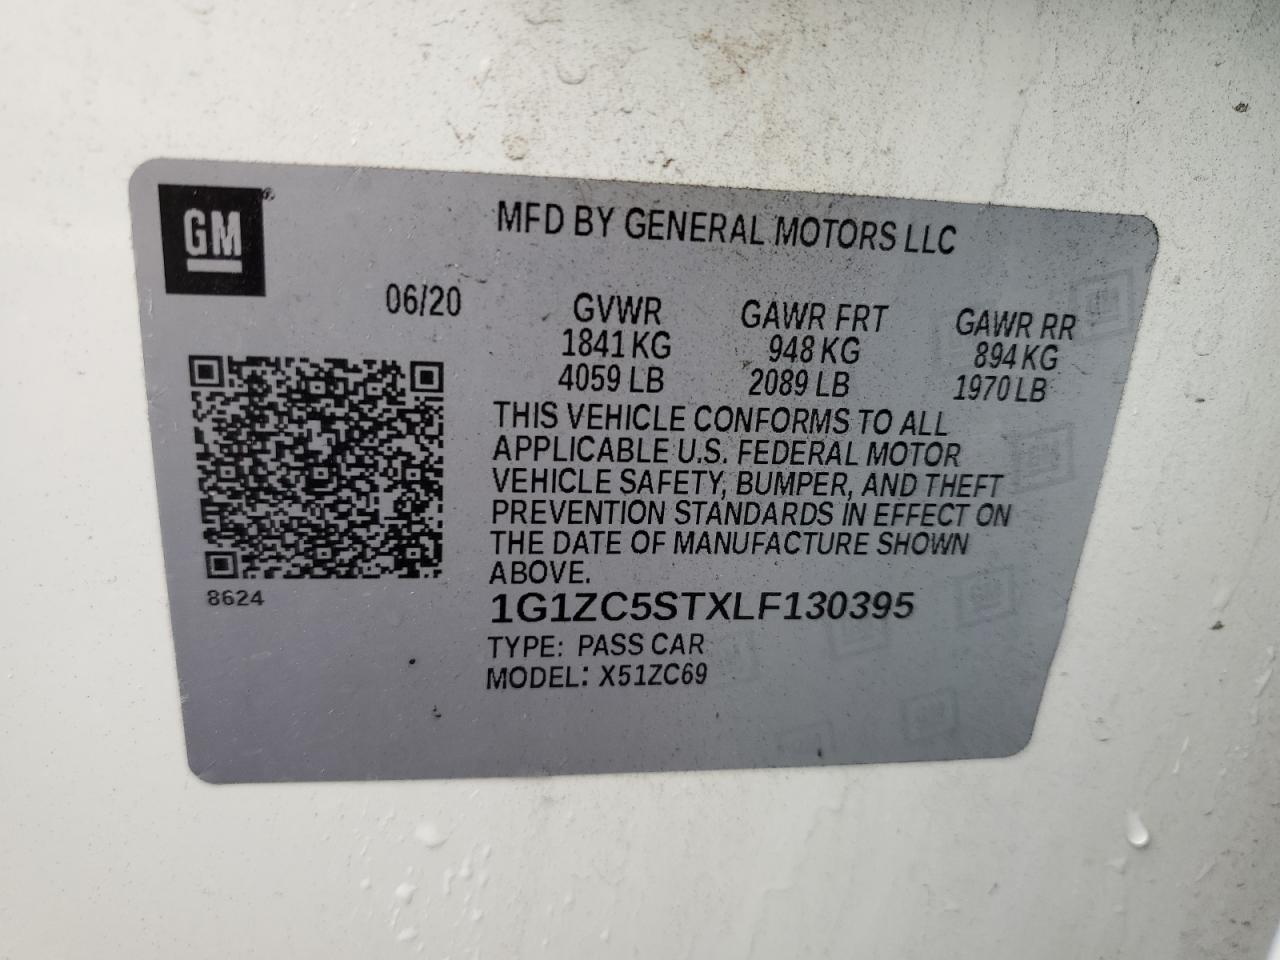 GM
MFD BY GENERAL MOTORS LLC
06/20
GVWR GAWR FRT GAWR RR
1841 KG 948 KG 894 KG
4059 LB 2089 LB 1970 LB
THIS VEHICLE CONFORMS TO ALL
APPLICABLE U.S. FEDERAL MOTOR
VEHICLE SAFETY, BUMPER, AND THEFT
PREVENTION STANDARDS IN EFFECT ON
THE DATE OF MANUFACTURE SHOWN
ABOVE.
8624
1G1ZC5STXLF130395
TYPE: PASS CAR
MODEL: X51ZC69